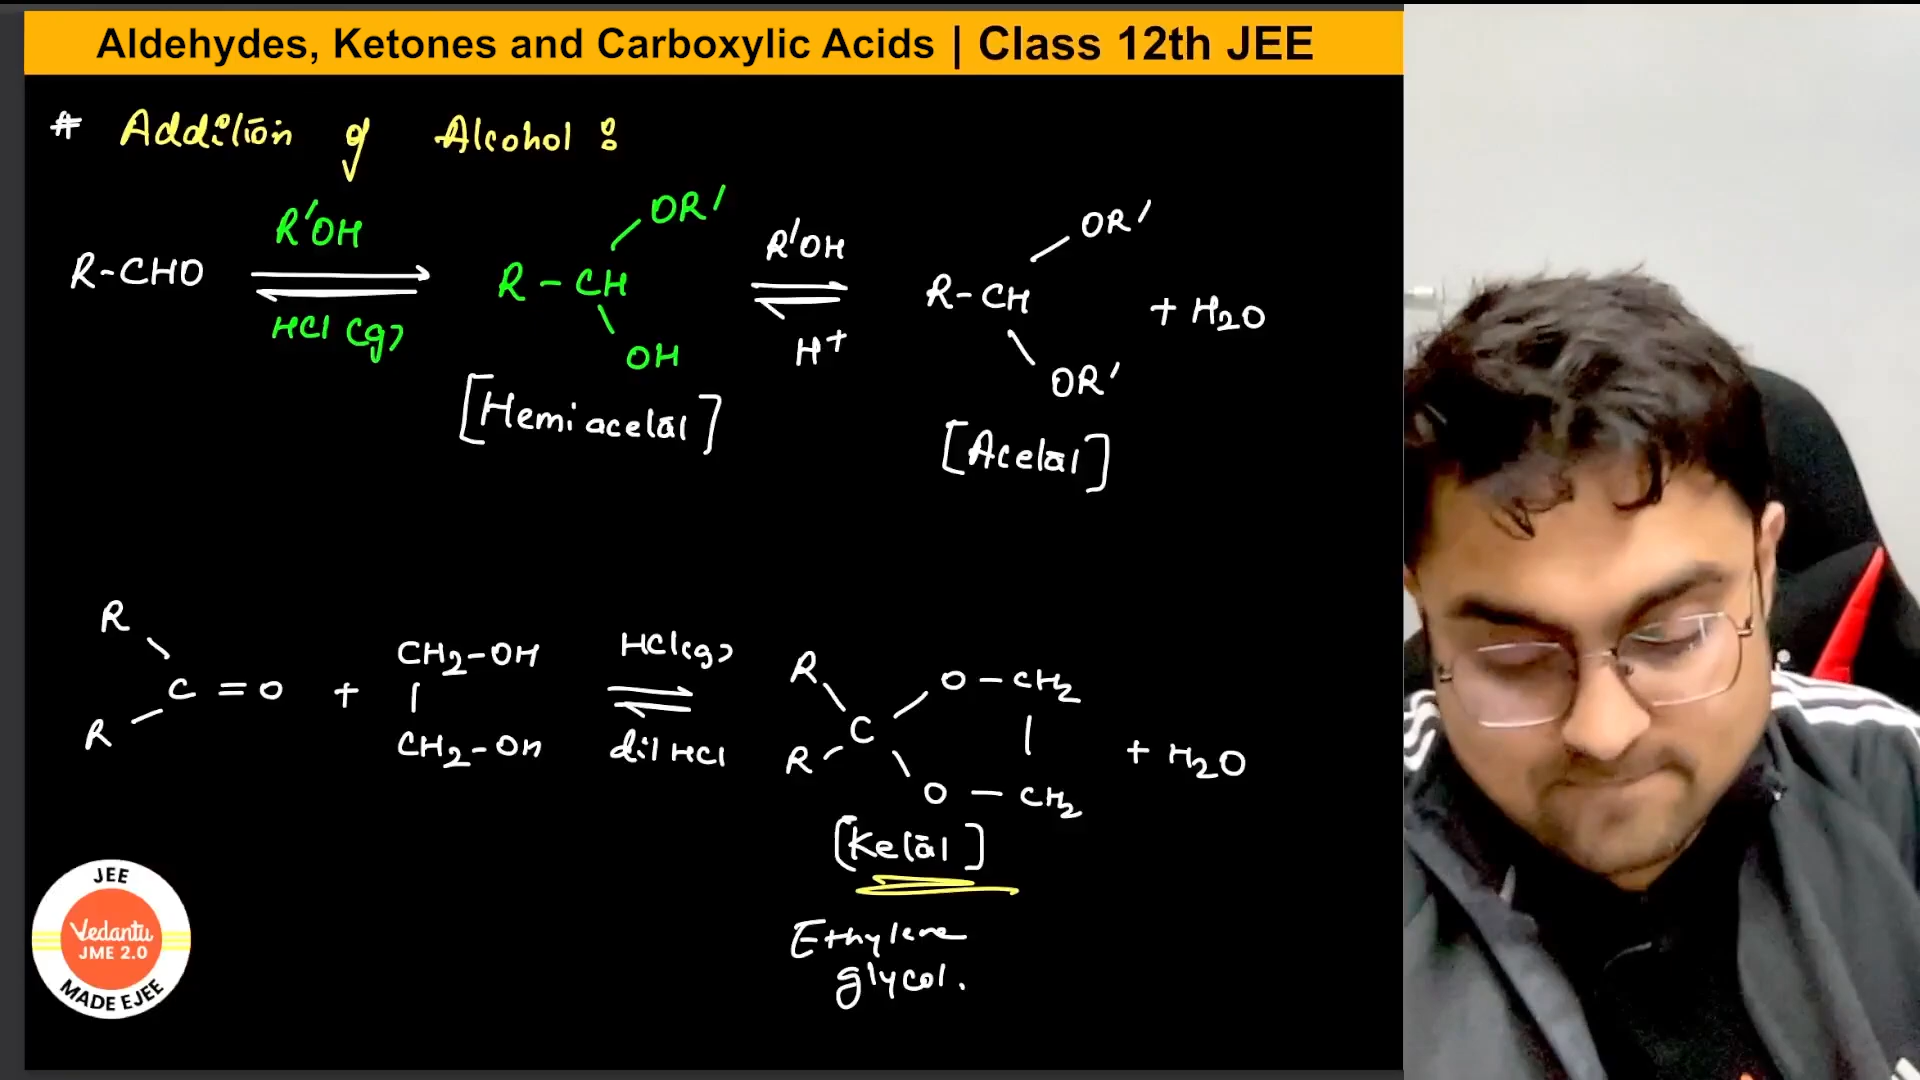 Aldehydes, Ketones and Carboxylic Acids | Class 12th JEE
# Addition of Alcohol :
R-CHO R'OH HCl (g) R-CH OR' OH R'OH H+ R-CH OR' OR' + H2O
[Hemiacetal] [Acetal]
R R C=O + CH2-OH CH2-OH HCl(g) dil HCl R R C O-CH2 O-CH2 + H2O
[Ketal]
Ethylene
glycol.
JEE
Vedantu
JME 2.0
MADE EJEE